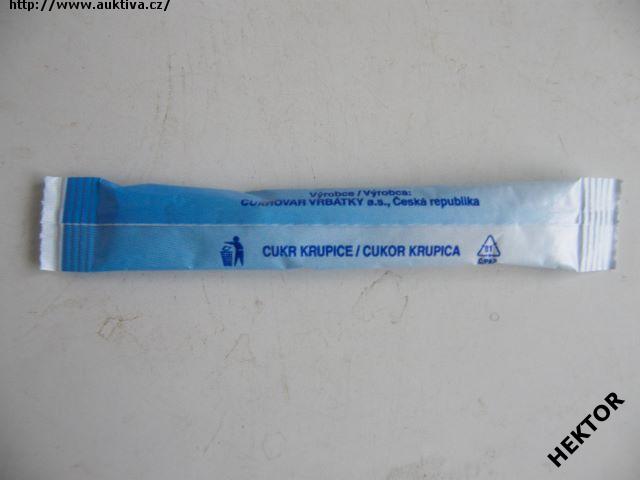 http://www.auktiva.cz/
Výrobce / Výrobca:
CUKROVAR VRBÁTKY a.s., Česká republika
CUKR KRUPICE / CUKOR KRUPICA
HEKTOR